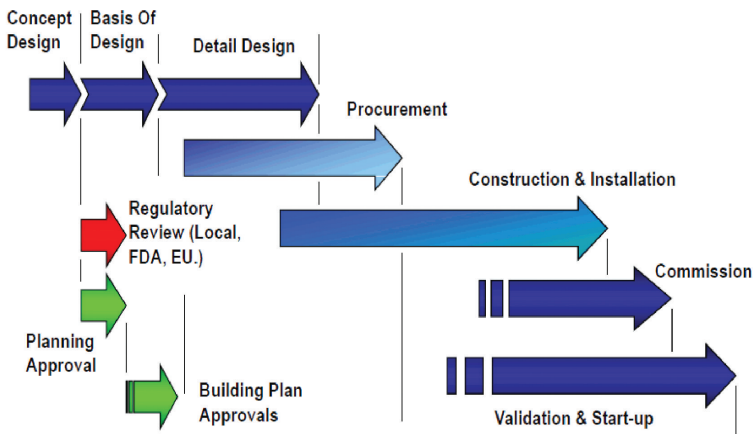 Concept
Design
Basis Of
Design
Detail Design
Procurement
Construction & Installation
Regulatory
Review (Local,
FDA, EU.)
Commission
Planning
Approval
Building Plan
Approvals
Validation & Start-up